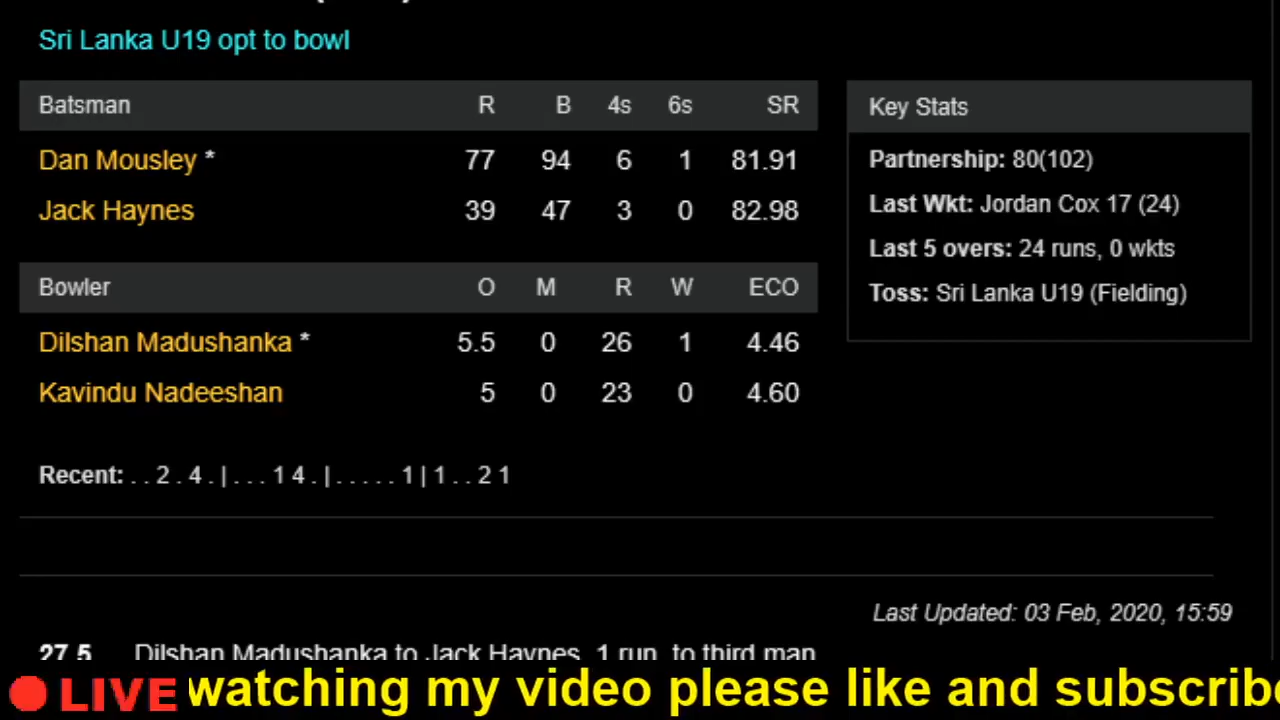 Sri Lanka U19 opt to bowl
Batsman R B 4s 6s SR
Dan Mousley * 77 94 6 1 81.91
Jack Haynes 39 47 3 0 82.98
Bowler O M R W ECO
Dilshan Madushanka * 5.5 0 26 1 4.46
Kavindu Nadeeshan 5 0 23 0 4.60
Recent: . . 2 . 4 . | . . . 1 4 . | . . . . . 1 | 1 . . 2 1
Key Stats
Partnership: 80(102)
Last Wkt: Jordan Cox 17 (24)
Last 5 overs: 24 runs, 0 wkts
Toss: Sri Lanka U19 (Fielding)
Last Updated: 03 Feb, 2020, 15:59
27.5 Dilshan Madushanka to Jack Haynes, 1 run, to third man
LIVE watching my video please like and subscribe